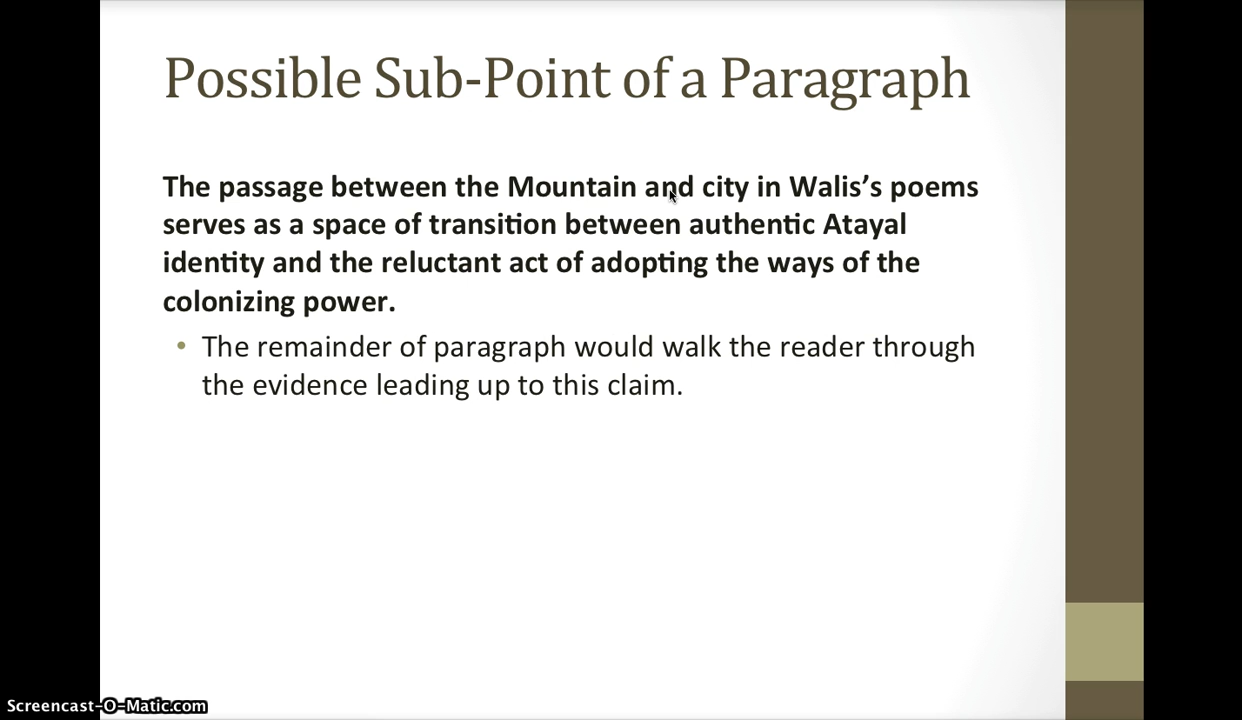 Possible Sub-Point of a Paragraph
The passage between the Mountain and city in Walis’s poems
serves as a space of transition between authentic Atayal
identity and the reluctant act of adopting the ways of the
colonizing power.
• The remainder of paragraph would walk the reader through
the evidence leading up to this claim.
Screencast-O-Matic.com